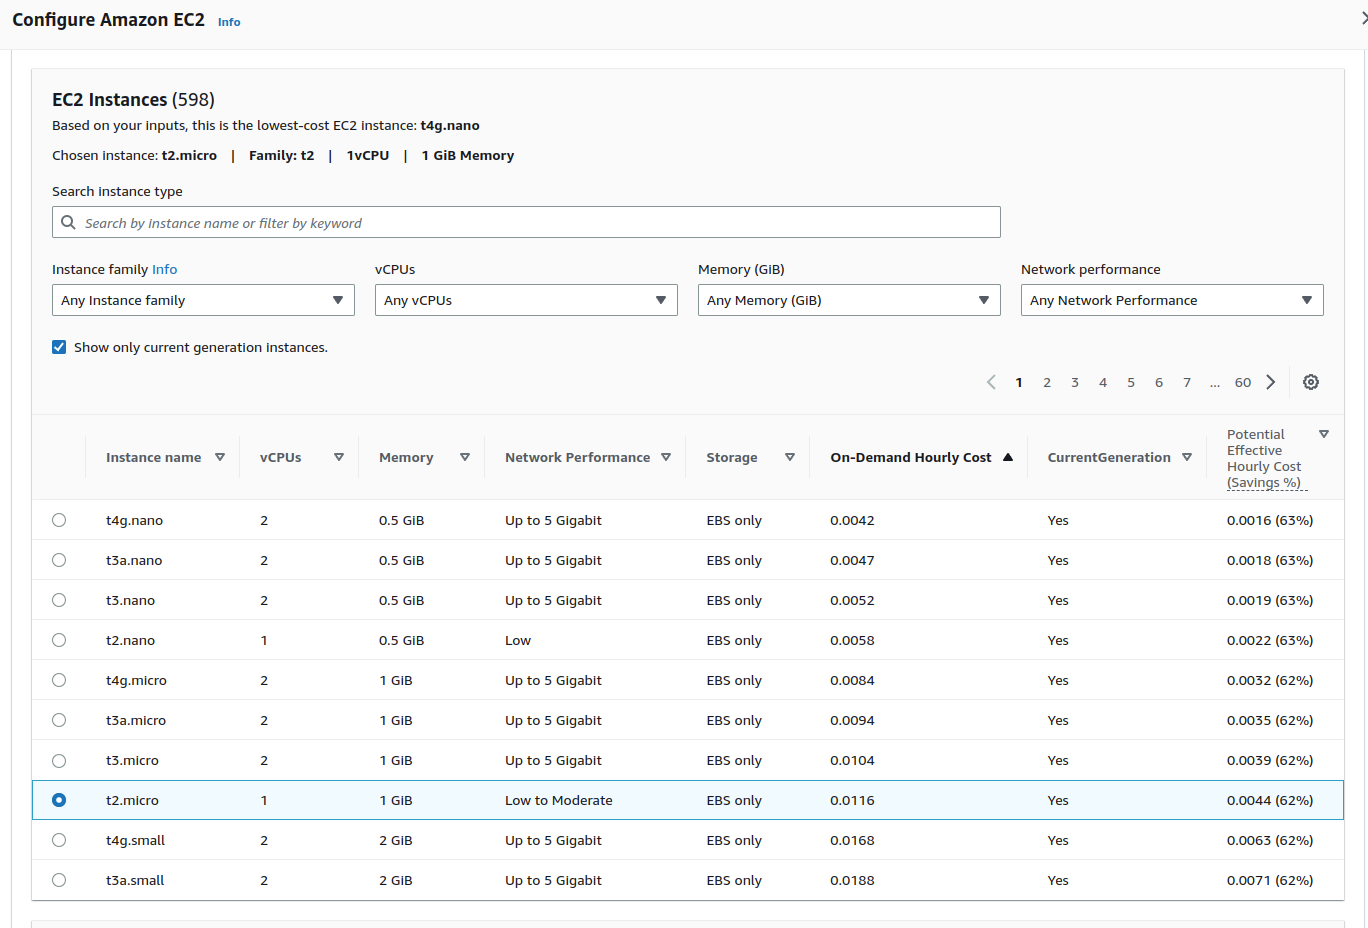 Configure Amazon EC2 Info
EC2 Instances (598)
Based on your inputs, this is the lowest-cost EC2 instance: t4g.nano
Chosen instance: t2.micro | Family: t2 | 1vCPU | 1 GiB Memory
Search instance type
Search by instance name or filter by keyword
Instance family Info vCPUs Memory (GiB) Network performance
Any Instance family Any vCPUs Any Memory (GiB) Any Network Performance
Show only current generation instances.
1 2 3 4 5 6 7 ... 60
Instance name vCPUs Memory Network Performance Storage On-Demand Hourly Cost CurrentGeneration Potential
Effective
Hourly Cost
(Savings %)
t4g.nano 2 0.5 GiB Up to 5 Gigabit EBS only 0.0042 Yes 0.0016 (63%)
t3a.nano 2 0.5 GiB Up to 5 Gigabit EBS only 0.0047 Yes 0.0018 (63%)
t3.nano 2 0.5 GiB Up to 5 Gigabit EBS only 0.0052 Yes 0.0019 (63%)
t2.nano 1 0.5 GiB Low EBS only 0.0058 Yes 0.0022 (63%)
t4g.micro 2 1 GiB Up to 5 Gigabit EBS only 0.0084 Yes 0.0032 (62%)
t3a.micro 2 1 GiB Up to 5 Gigabit EBS only 0.0094 Yes 0.0035 (62%)
t3.micro 2 1 GiB Up to 5 Gigabit EBS only 0.0104 Yes 0.0039 (62%)
t2.micro 1 1 GiB Low to Moderate EBS only 0.0116 Yes 0.0044 (62%)
t4g.small 2 2 GiB Up to 5 Gigabit EBS only 0.0168 Yes 0.0063 (62%)
t3a.small 2 2 GiB Up to 5 Gigabit EBS only 0.0188 Yes 0.0071 (62%)